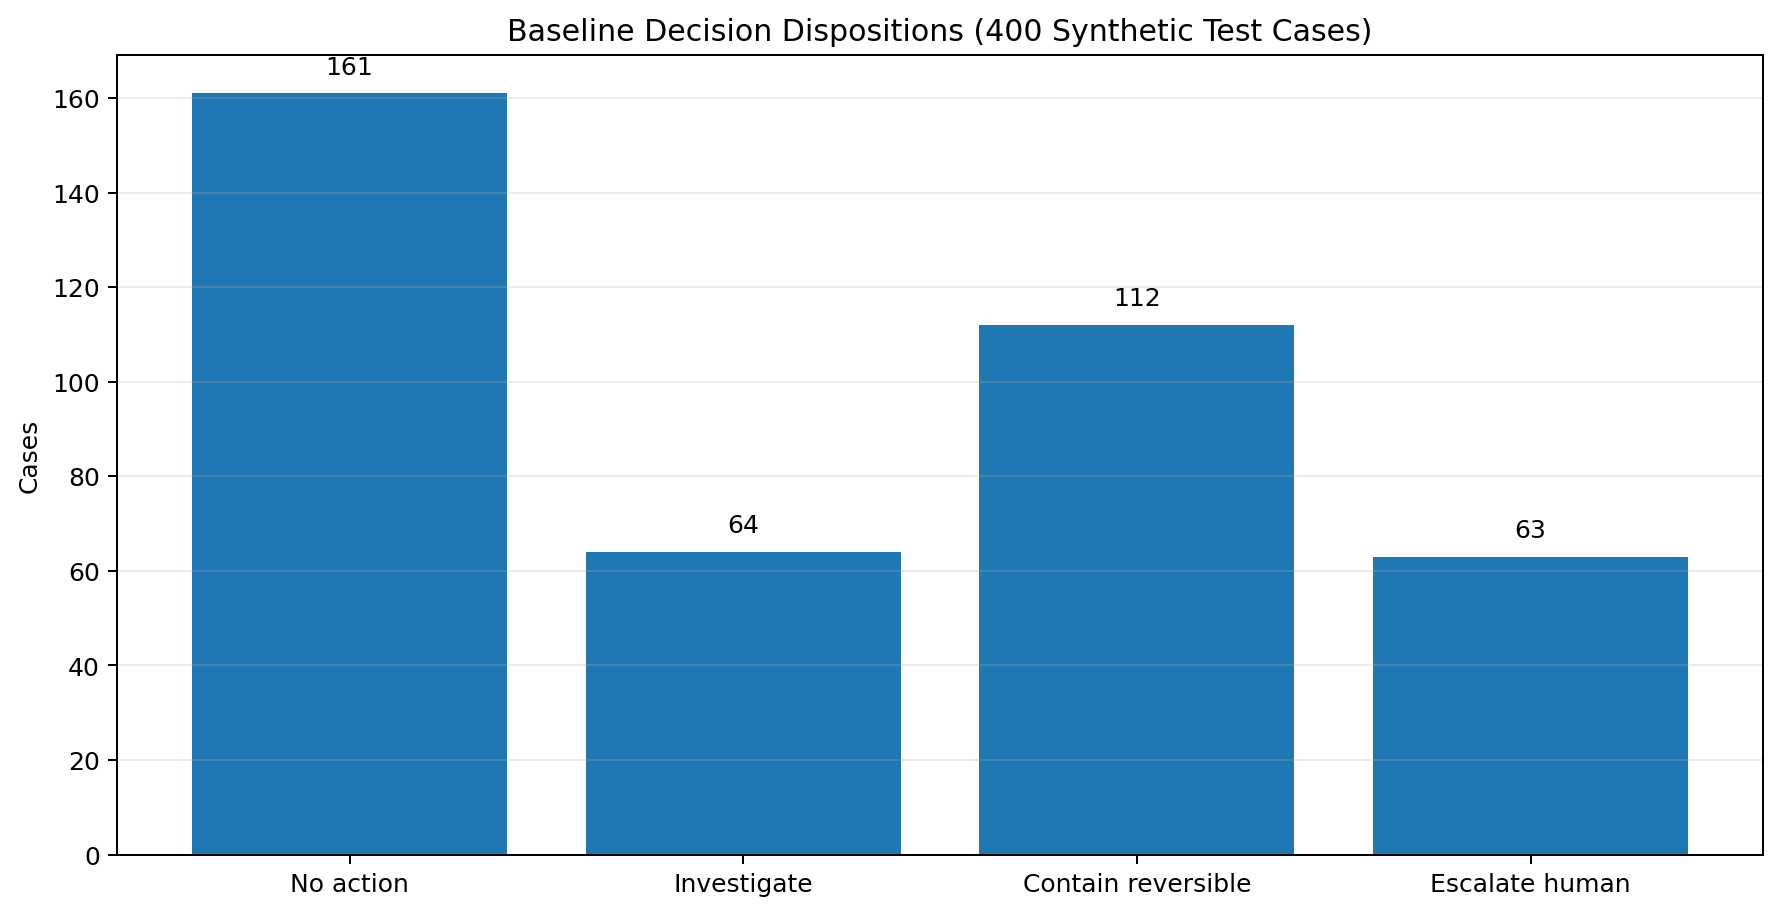 Baseline Decision Dispositions (400 Synthetic Test Cases)
161
160
140
120
112
100
80
64
63
60
40
20
0
Cases
No action
Investigate
Contain reversible
Escalate human